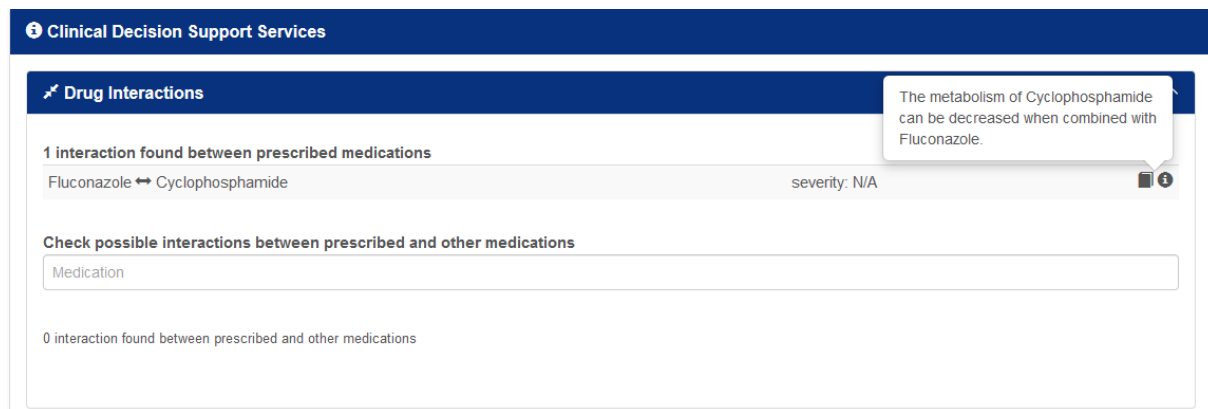 Clinical Decision Support Services
Drug Interactions
The metabolism of Cyclophosphamide
can be decreased when combined with
Fluconazole.
1 interaction found between prescribed medications
Fluconazole ↔ Cyclophosphamide severity: N/A
Check possible interactions between prescribed and other medications
Medication
0 interaction found between prescribed and other medications